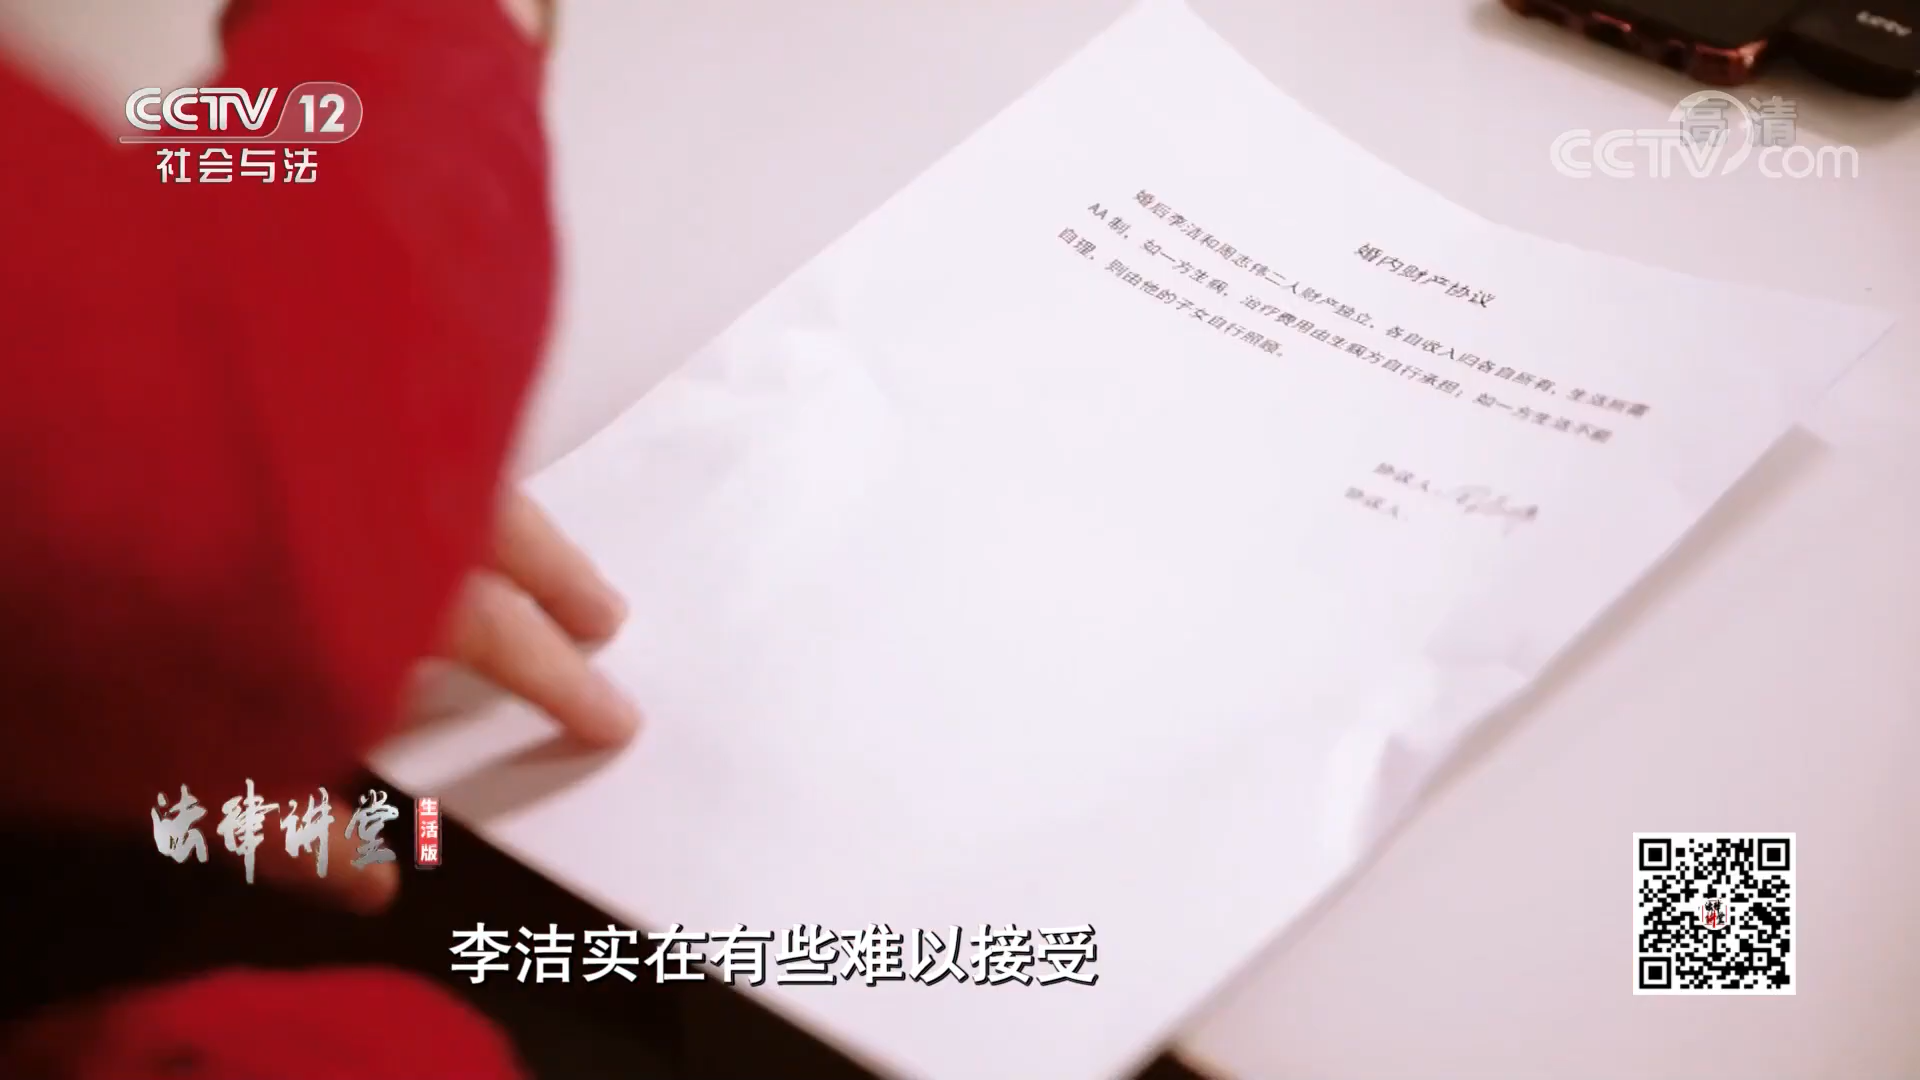 CCTV 12
社会与法
高清
CCTV com
婚内财产协议
婚后李洁和周志伟二人财产独立，各自收入归各自所有，生活所需
AA制，如一方生病，治疗费用由生病方自行承担；如一方生活不能
自理，则由他的子女自行照顾。
协议人：
协议人：
法律讲堂
生活版
李洁实在有些难以接受